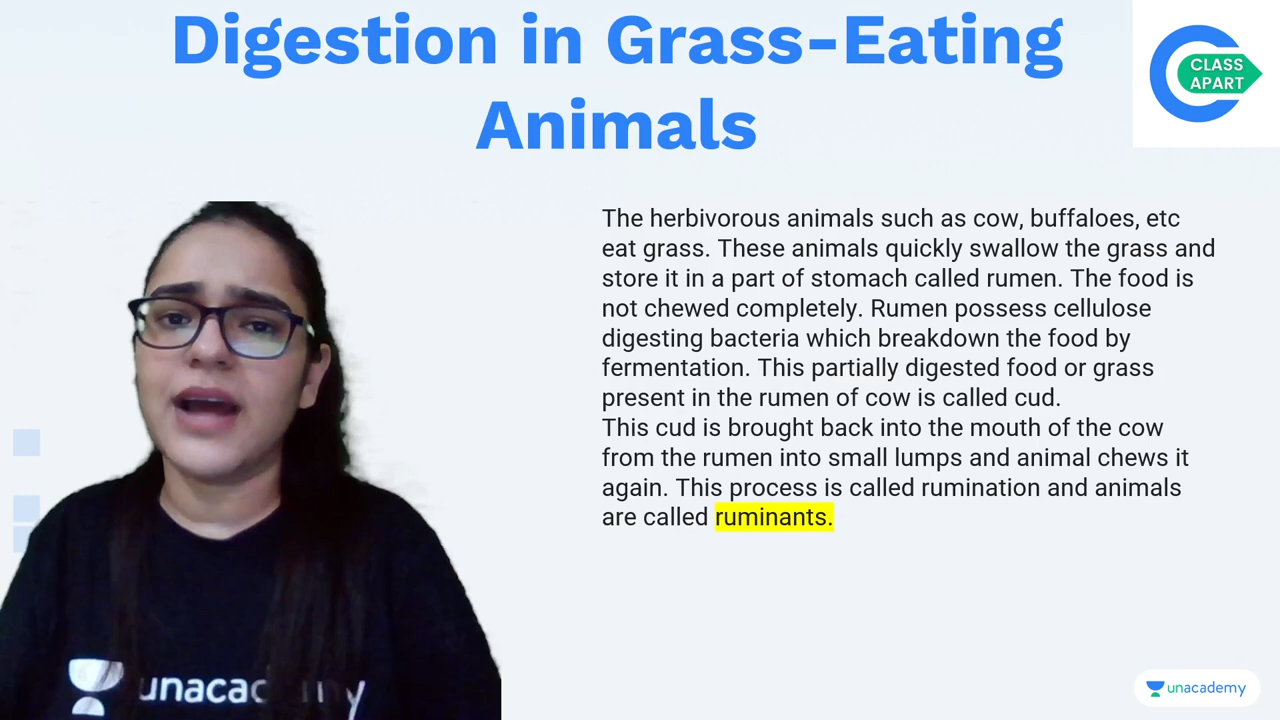 Digestion in Grass-Eating
Animals
CLASS
APART
The herbivorous animals such as cow, buffaloes, etc
eat grass. These animals quickly swallow the grass and
store it in a part of stomach called rumen. The food is
not chewed completely. Rumen possess cellulose
digesting bacteria which breakdown the food by
fermentation. This partially digested food or grass
present in the rumen of cow is called cud.
This cud is brought back into the mouth of the cow
from the rumen into small lumps and animal chews it
again. This process is called rumination and animals
are called ruminants.
unacademy
unacademy